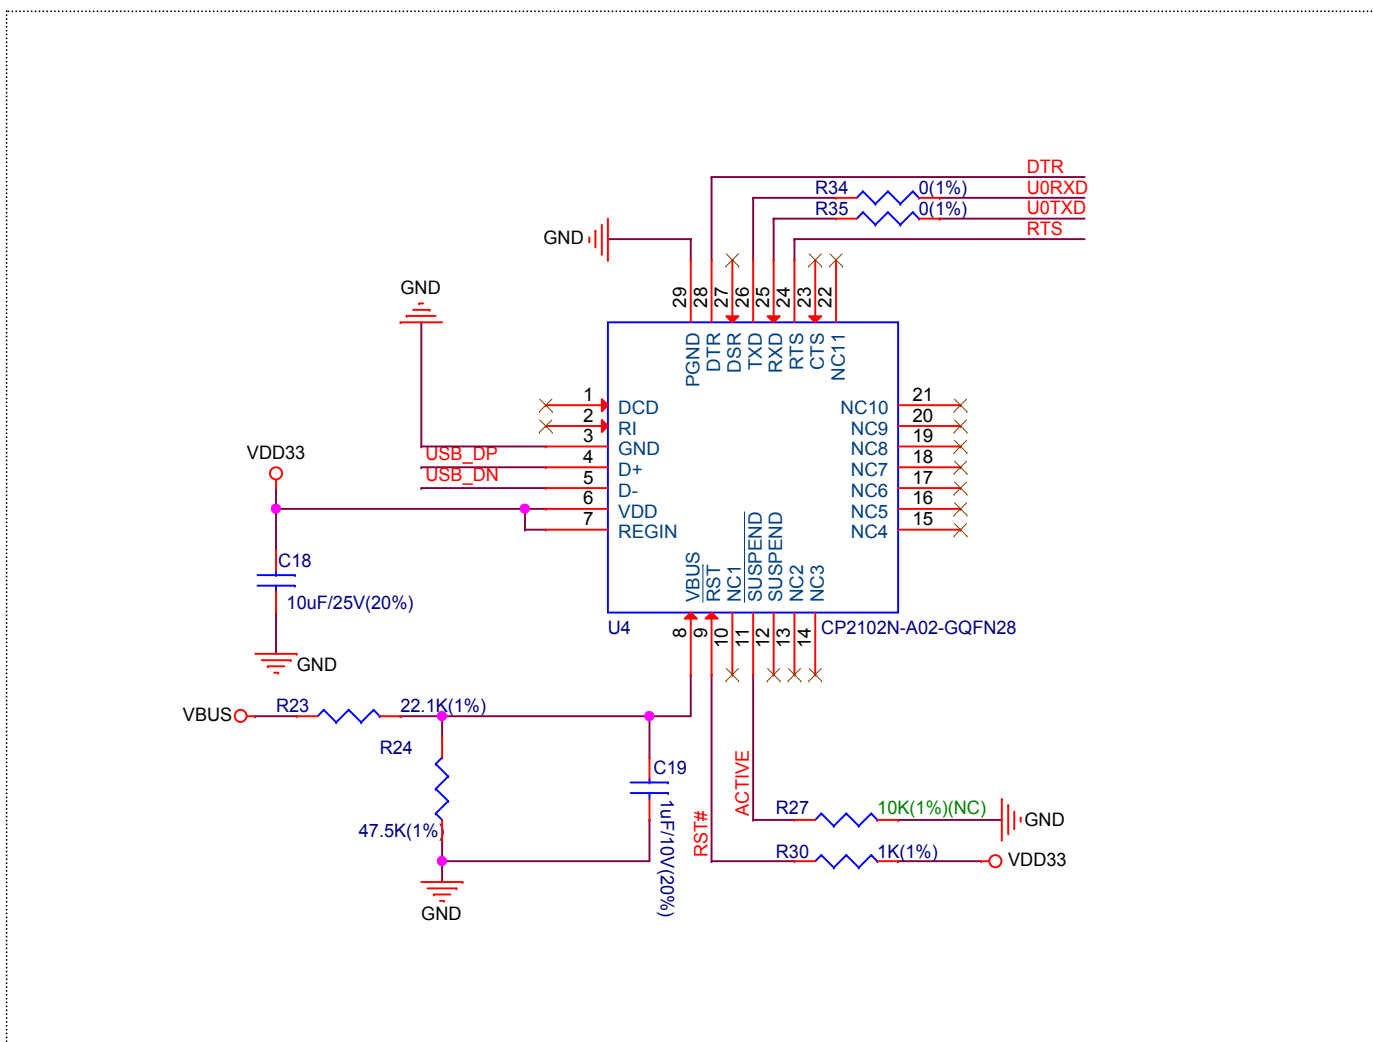 DTR
R34 0(1%) U0RXD
R35 0(1%) U0TXD
RTS
GND
GND
29
28
27
26
25
24
23
22
PGND
DTR
DSR
TXD
RXD
RTS
CTS
NC11
1 DCD
2 RI
3 GND
USB_DP 4 D+
USB_DN 5 D-
6 VDD
7 REGIN
NC10 21
NC9 20
NC8 19
NC7 18
NC6 17
NC5 16
NC4 15
VDD33
C18
10uF/25V(20%)
GND
VBUS
RST
NC1
SUSPEND
SUSPEND
NC2
NC3
U4
CP2102N-A02-GQFN28
8
9
10
11
12
13
14
VBUS R23 22.1K(1%)
R24
47.5K(1%)
C19
1uF/10V(20%)
GND
RST#
ACTIVE
R27 10K(1%)(NC) GND
R30 1K(1%) VDD33